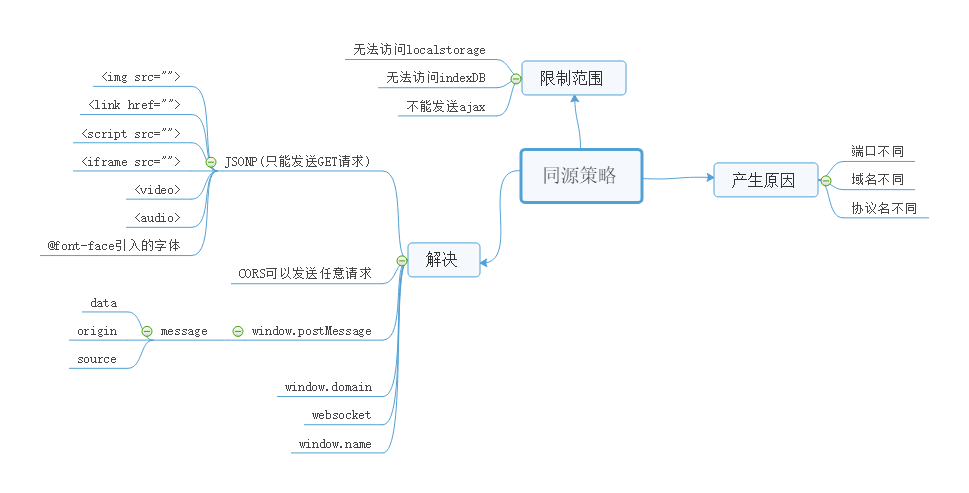 同源策略
限制范围
无法访问localstorage
无法访问indexDB
不能发送ajax
产生原因
端口不同
域名不同
协议名不同
解决
JSONP(只能发送GET请求)
<img src="">
<link href="">
<script src="">
<iframe src="">
<video>
<audio>
@font-face引入的字体
CORS可以发送任意请求
window.postMessage
message
data
origin
source
window.domain
websocket
window.name